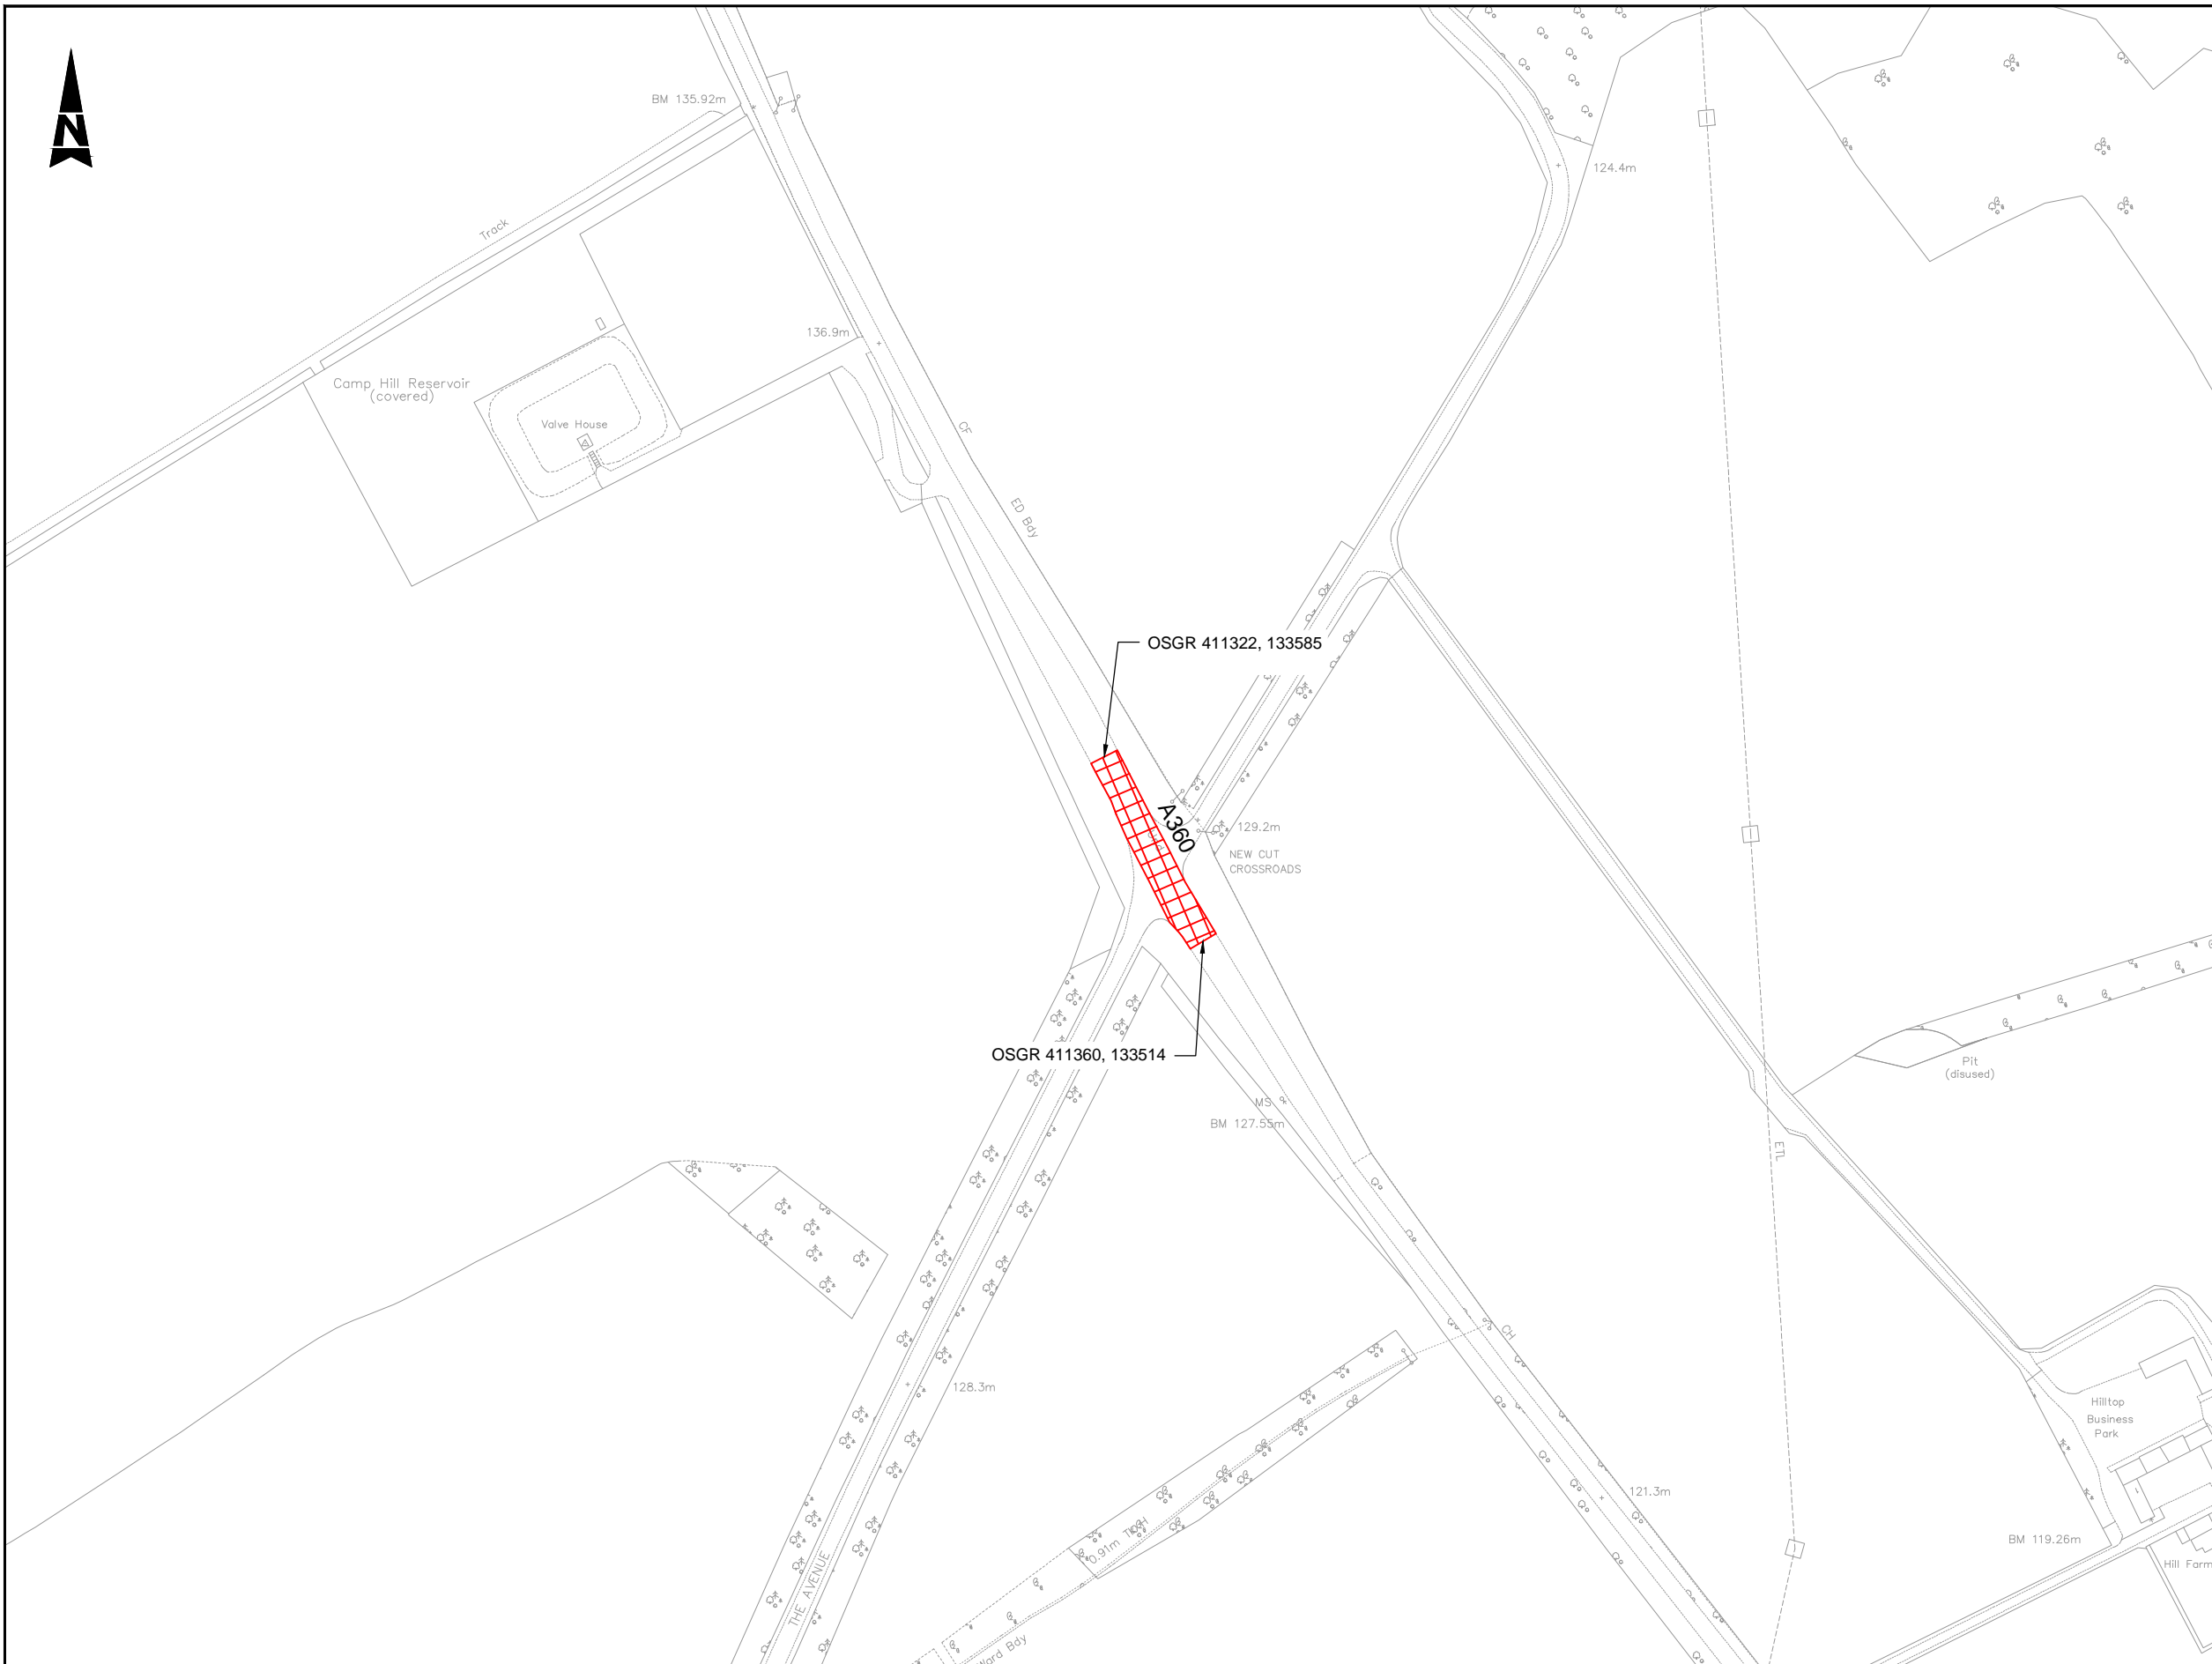 N
BM 135.92m
124.4m
Track
136.9m
Camp Hill Reservoir
(covered)
Valve House
CF
ED Bdy
OSGR 411322, 133585
A360
129.2m
NEW CUT
CROSSROADS
OSGR 411360, 133514
Pit
(disused)
MS
BM 127.55m
ETL
CH
128.3m
Hilltop
Business
Park
121.3m
BM 119.26m
0.91m
Hill Farm
THE AVENUE
Ward Bdy